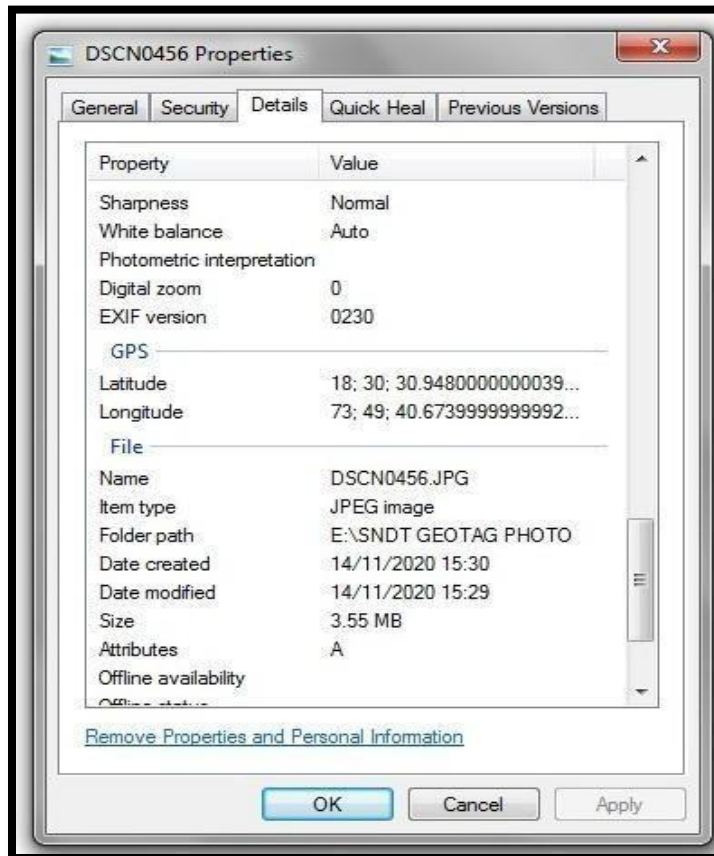 DSCN0456 Properties
General Security Details Quick Heal Previous Versions
Property Value
Sharpness Normal
White balance Auto
Photometric interpretation
Digital zoom 0
EXIF version 0230
GPS
Latitude 18; 30; 30.9480000000039...
Longitude 73; 49; 40.6739999999992...
File
Name DSCN0456.JPG
Item type JPEG image
Folder path E:\SNDT GEOTAG PHOTO
Date created 14/11/2020 15:30
Date modified 14/11/2020 15:29
Size 3.55 MB
Attributes A
Offline availability
Offline status
Remove Properties and Personal Information
OK Cancel Apply